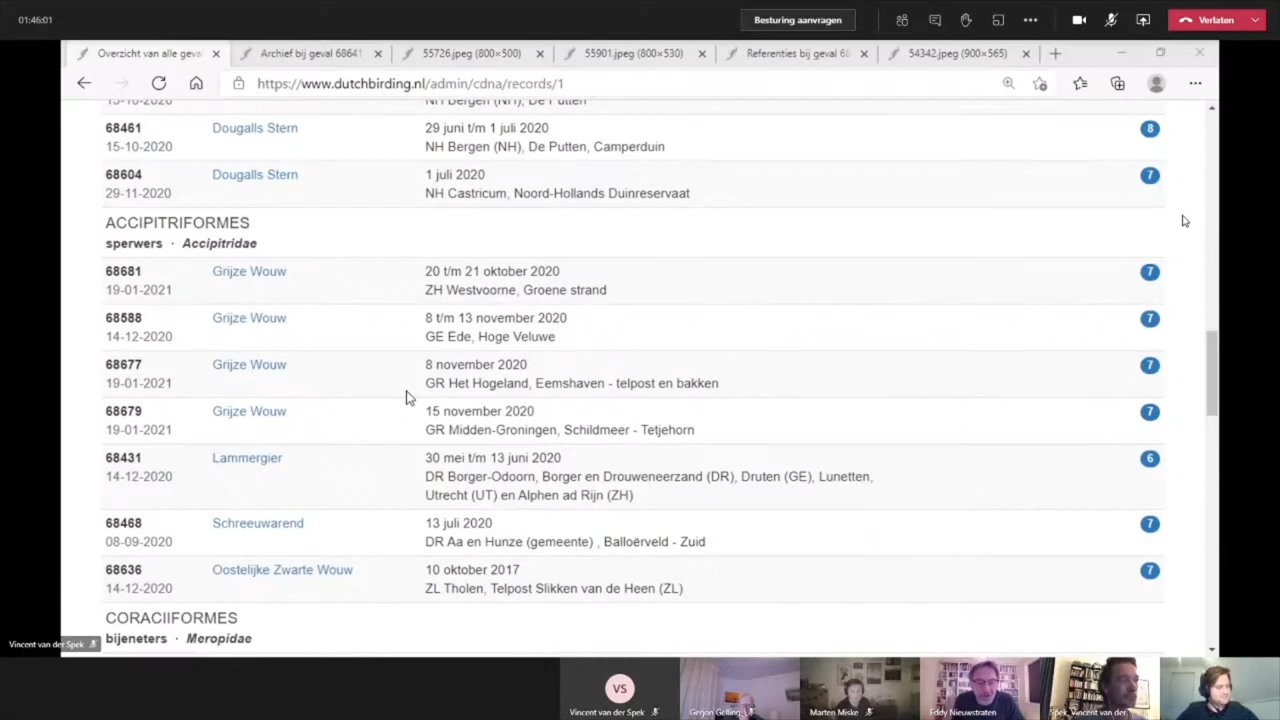 01:46:01
Besturing aanvragen
Verlaten
Overzicht van alle geval
Archief bij geval 68641
55726.jpeg (800×500)
55901.jpeg (800×530)
Referenties bij geval 68
54342.jpeg (900×565)
https://www.dutchbirding.nl/admin/cdna/records/1
15-10-2020 NH Bergen (NH), De Putten
68461 Dougalls Stern 29 juni t/m 1 juli 2020 8
15-10-2020 NH Bergen (NH), De Putten, Camperduin
68604 Dougalls Stern 1 juli 2020 7
29-11-2020 NH Castricum, Noord-Hollands Duinreservaat
ACCIPITRIFORMES
sperwers · Accipitridae
68681 Grijze Wouw 20 t/m 21 oktober 2020 7
19-01-2021 ZH Westvoorne, Groene strand
68588 Grijze Wouw 8 t/m 13 november 2020 7
14-12-2020 GE Ede, Hoge Veluwe
68677 Grijze Wouw 8 november 2020 7
19-01-2021 GR Het Hogeland, Eemshaven - telpost en bakken
68679 Grijze Wouw 15 november 2020 7
19-01-2021 GR Midden-Groningen, Schildmeer - Tetjehorn
68431 Lammergier 30 mei t/m 13 juni 2020 6
14-12-2020 DR Borger-Odoorn, Borger en Drouweneerzand (DR), Druten (GE), Lunetten,
Utrecht (UT) en Alphen ad Rijn (ZH)
68468 Schreeuwarend 13 juli 2020 7
08-09-2020 DR Aa en Hunze (gemeente) , Balloërveld - Zuid
68636 Oostelijke Zwarte Wouw 10 oktober 2017 7
14-12-2020 ZL Tholen, Telpost Slikken van de Heen (ZL)
CORACIIFORMES
bijeneters · Meropidae
Vincent van der Spek
VS
Vincent van der Spek
Gerjon Gelling
Marten Miske
Eddy Nieuwstraten
Spek, Vincent van der